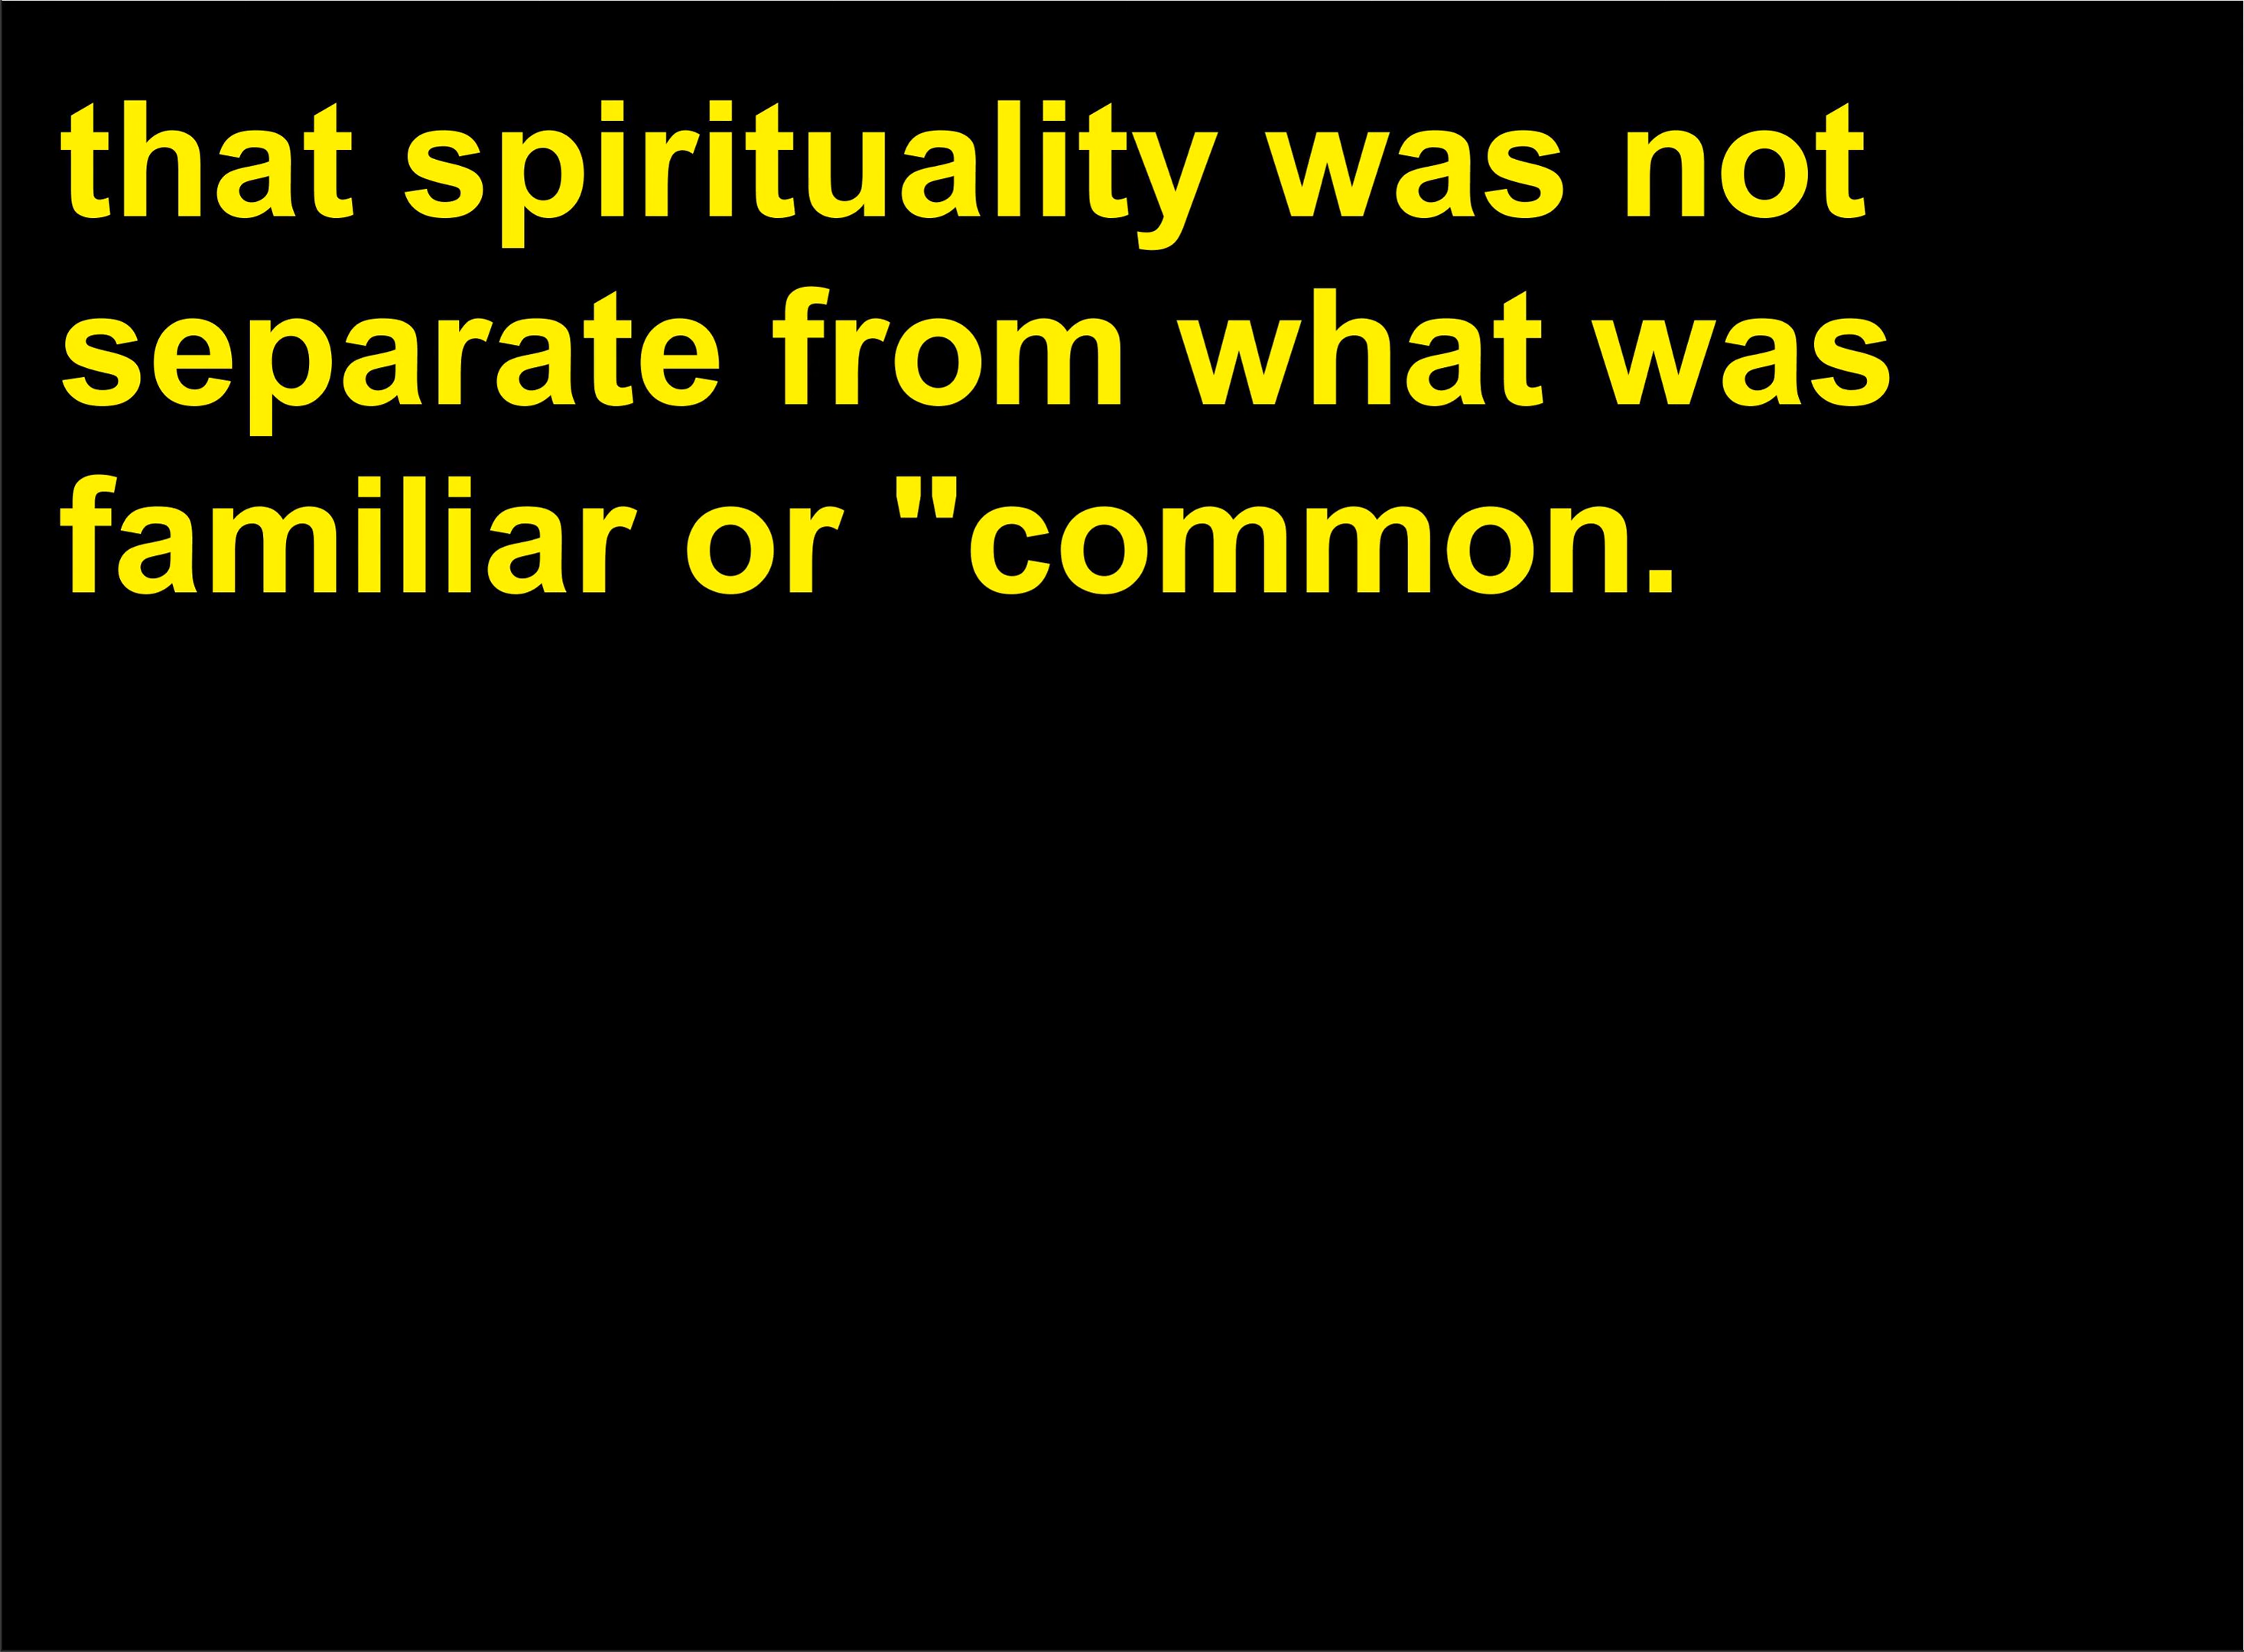 that spirituality was not
separate from what was
familiar or "common.